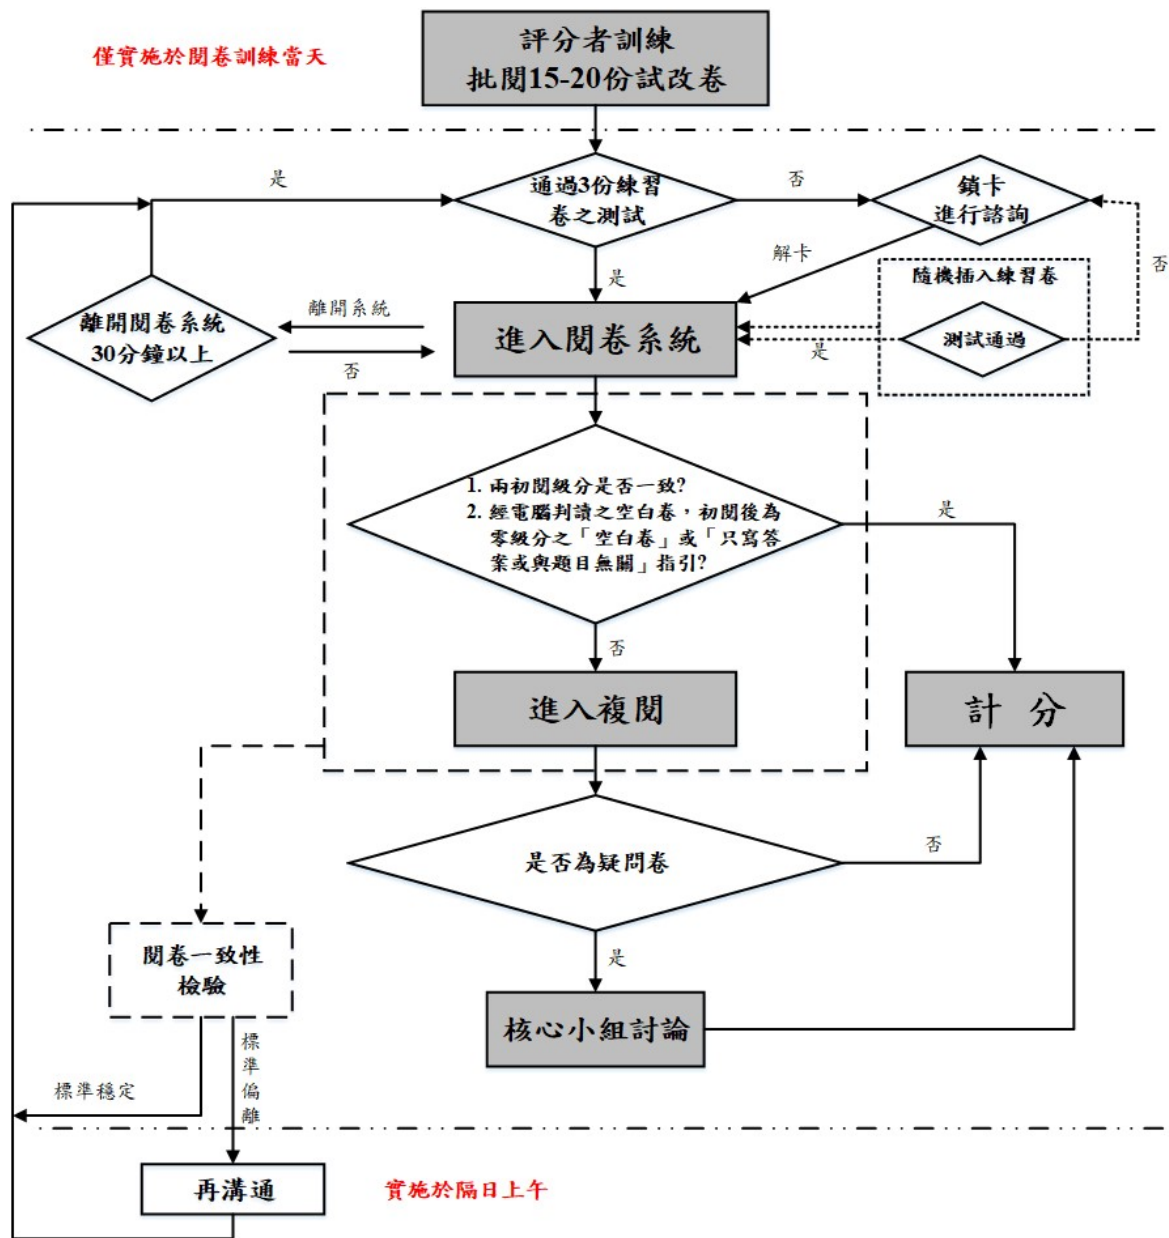 僅實施於閱卷訓練當天
評分者訓練
批閱15-20份試改卷
是
通過3份練習
卷之測試
否
鎖卡
進行諮詢
解卡
是
否
隨機插入練習卷
離開閱卷系統
30分鐘以上
離開系統
否
進入閱卷系統
是
測試通過
1. 兩初閱級分是否一致?
2. 經電腦判讀之空白卷，初閱後為
零級分之「空白卷」或「只寫答
案或與題目無關」指引?
是
否
進入複閱
計 分
是否為疑問卷
否
是
閱卷一致性
檢驗
核心小組討論
標準穩定
標準偏離
再溝通
實施於隔日上午